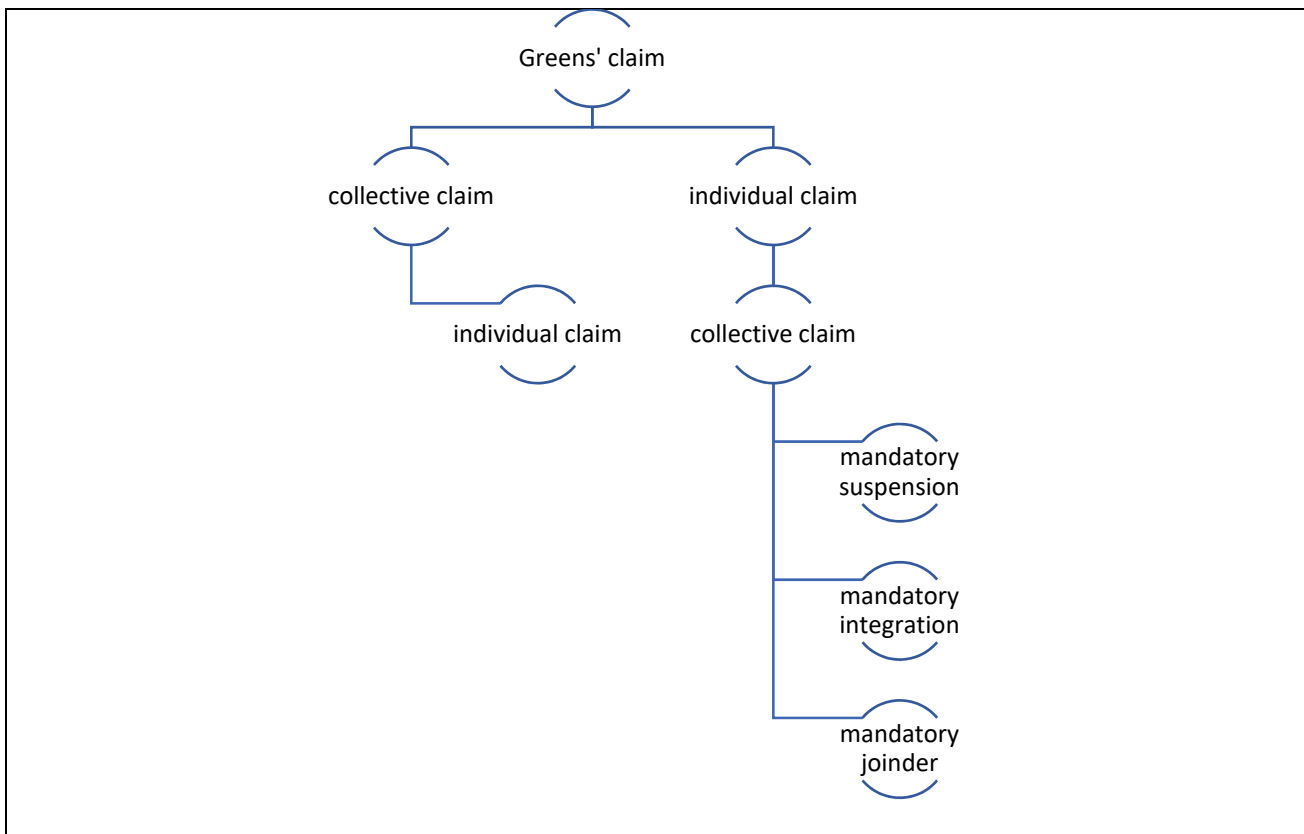 Greens' claim
collective claim
individual claim
individual claim
collective claim
mandatory
suspension
mandatory
integration
mandatory
joinder